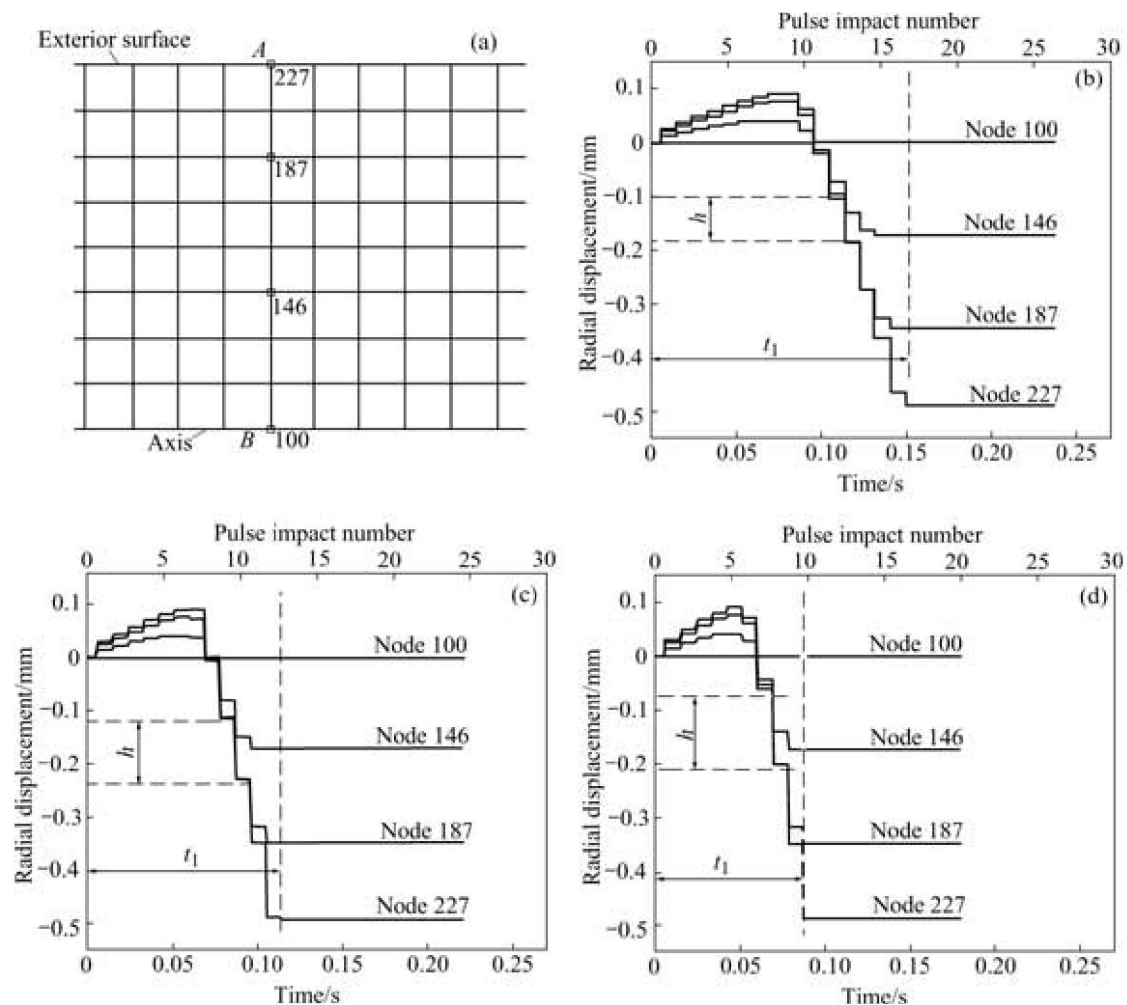 (a)
Exterior surface
A
227
187
146
Axis
B
100
Pulse impact number
0 5 10 15 20 25 30
(b)
Radial displacement/mm
0.1
0
−0.1
−0.2
−0.3
−0.4
−0.5
h
t1
Node 100
Node 146
Node 187
Node 227
0 0.05 0.10 0.15 0.20 0.25
Time/s
Pulse impact number
0 5 10 15 20 25 30
(c)
Radial displacement/mm
0.1
0
−0.1
−0.2
−0.3
−0.4
−0.5
h
t1
Node 100
Node 146
Node 187
Node 227
0 0.05 0.10 0.15 0.20 0.25
Time/s
Pulse impact number
0 5 10 15 20 25 30
(d)
Radial displacement/mm
0.1
0
−0.1
−0.2
−0.3
−0.4
−0.5
h
t1
Node 100
Node 146
Node 187
Node 227
0 0.05 0.10 0.15 0.20 0.25
Time/s